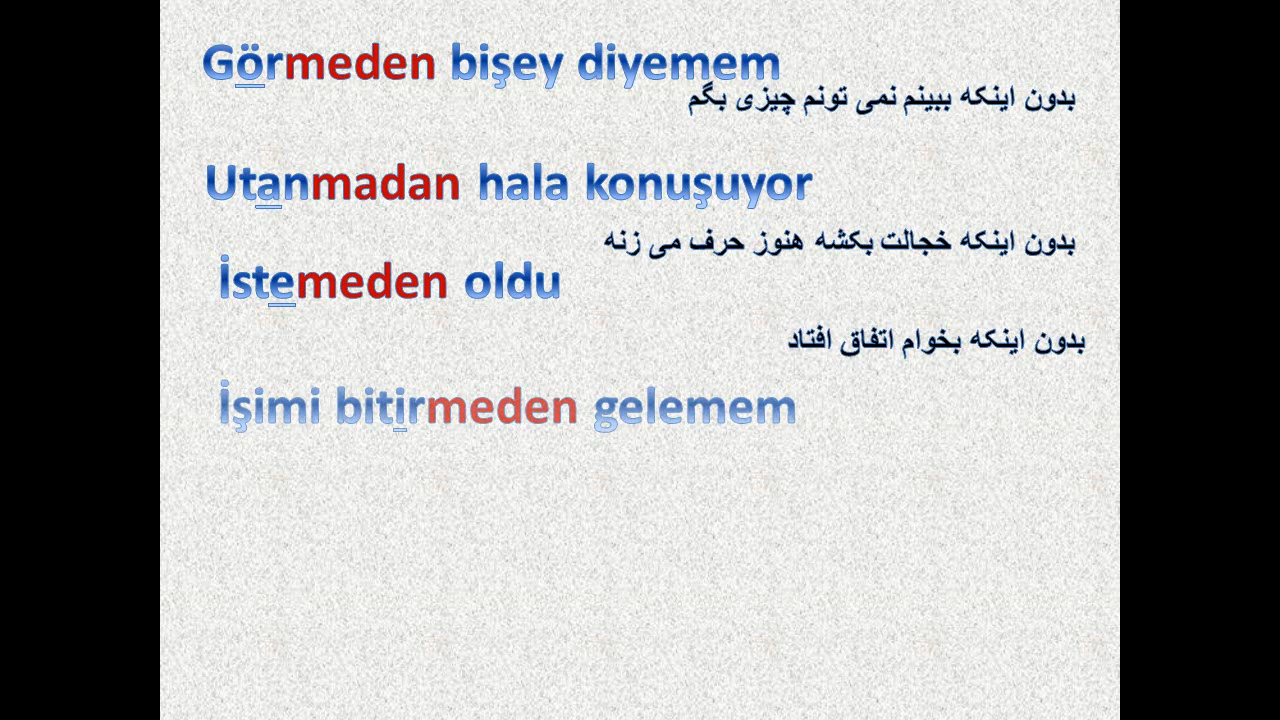 Görmeden bişey diyemem
بدون اینکه ببینم نمی تونم چیزی بگم
Utanmadan hala konuşuyor
بدون اینکه خجالت بکشه هنوز حرف می زنه
İstemeden oldu
بدون اینکه بخوام اتفاق افتاد
İşimi bitirmeden gelemem